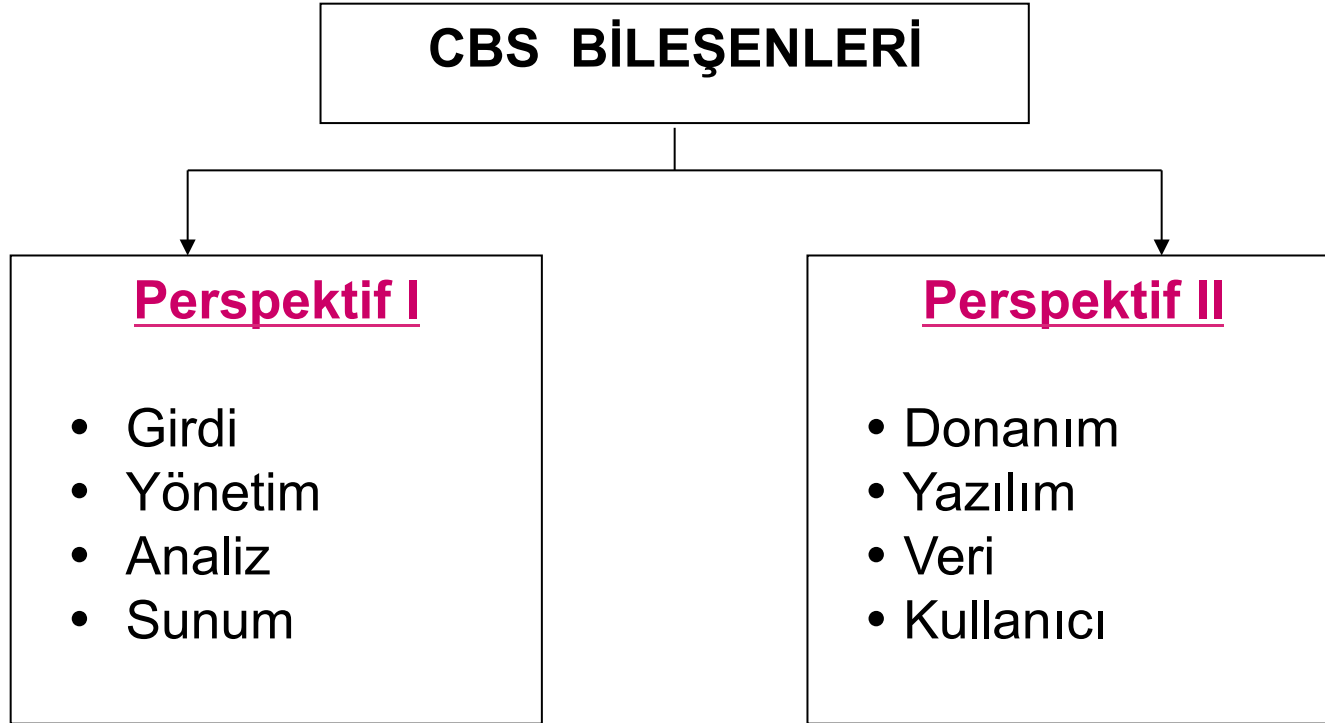 CBS BİLEŞENLERİ
Perspektif I
• Girdi
• Yönetim
• Analiz
• Sunum
Perspektif II
• Donanım
• Yazılım
• Veri
• Kullanıcı